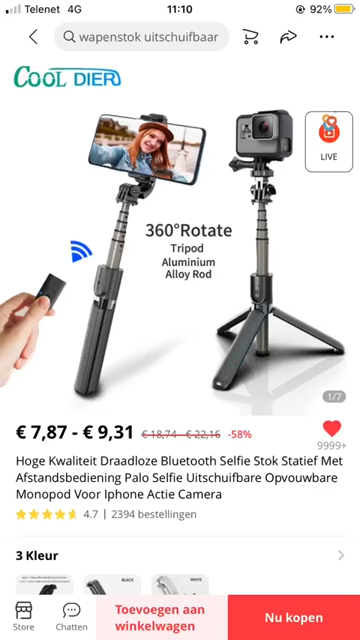 Telenet 4G 11:10 92%
wapenstok uitschuifbaar
COOL DIER
LIVE
360°Rotate
Tripod
Aluminium
Alloy Rod
1/7
€ 7,87 - € 9,31 € 18,74 - € 22,16 -58%
9999+
Hoge Kwaliteit Draadloze Bluetooth Selfie Stok Statief Met
Afstandsbediening Palo Selfie Uitschuifbare Opvouwbare
Monopod Voor Iphone Actie Camera
4.7 | 2394 bestellingen
3 Kleur
BLACK
WHITE
Store
Chatten
Toevoegen aan
winkelwagen
Nu kopen